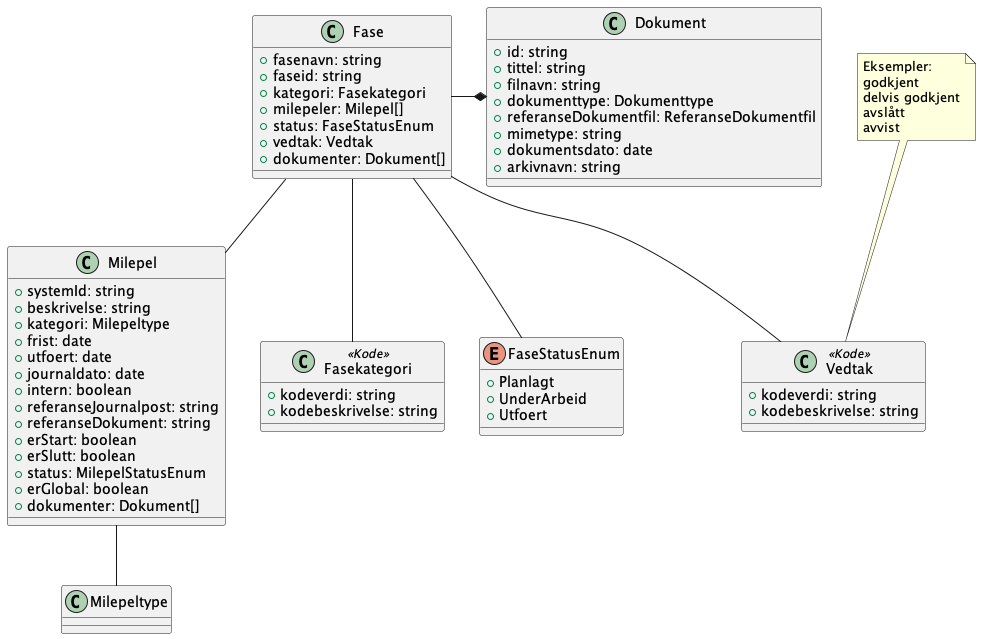 C Fase
fasenavn: string
faseid: string
kategori: Fasekategori
milepeler: Milepel[]
status: FaseStatusEnum
vedtak: Vedtak
dokumenter: Dokument[]
C Dokument
id: string
tittel: string
filnavn: string
dokumenttype: Dokumenttype
referanseDokumentfil: ReferanseDokumentfil
mimetype: string
dokumentsdato: date
arkivnavn: string
Eksempler:
godkjent
delvis godkjent
avslått
avvist
C Milepel
systemId: string
beskrivelse: string
kategori: Milepeltype
frist: date
utfoert: date
journaldato: date
intern: boolean
referanseJournalpost: string
referanseDokument: string
erStart: boolean
erSlutt: boolean
status: MilepelStatusEnum
erGlobal: boolean
dokumenter: Dokument[]
«Kode»
C Fasekategori
kodeverdi: string
kodebeskrivelse: string
E FaseStatusEnum
Planlagt
UnderArbeid
Utfoert
«Kode»
C Vedtak
kodeverdi: string
kodebeskrivelse: string
C Milepeltype